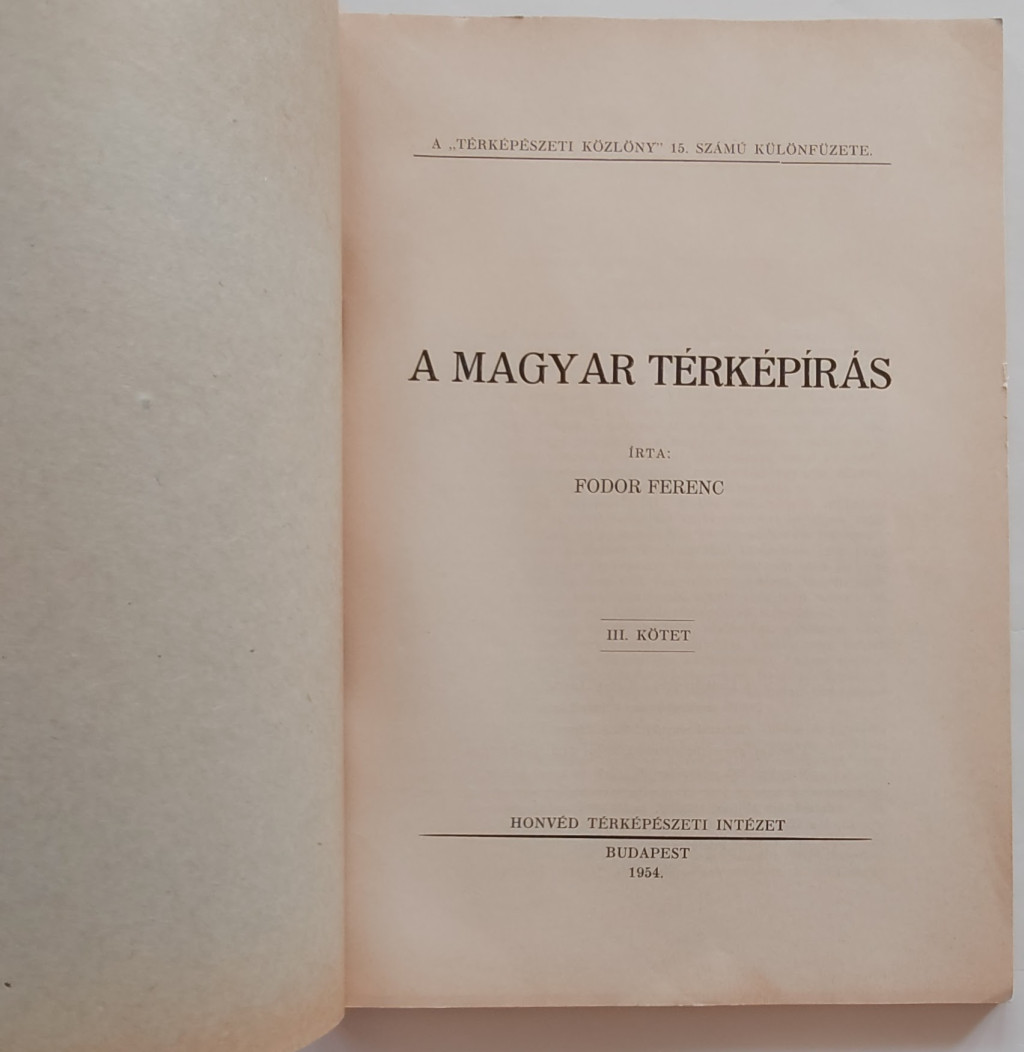 A „TÉRKÉPÉSZETI KÖZLÖNY” 15. SZÁMÚ KÜLÖNFÜZETE.
A MAGYAR TÉRKÉPÍRÁS
ÍRTA:
FODOR FERENC
III. KÖTET
HONVÉD TÉRKÉPÉSZETI INTÉZET
BUDAPEST
1954.